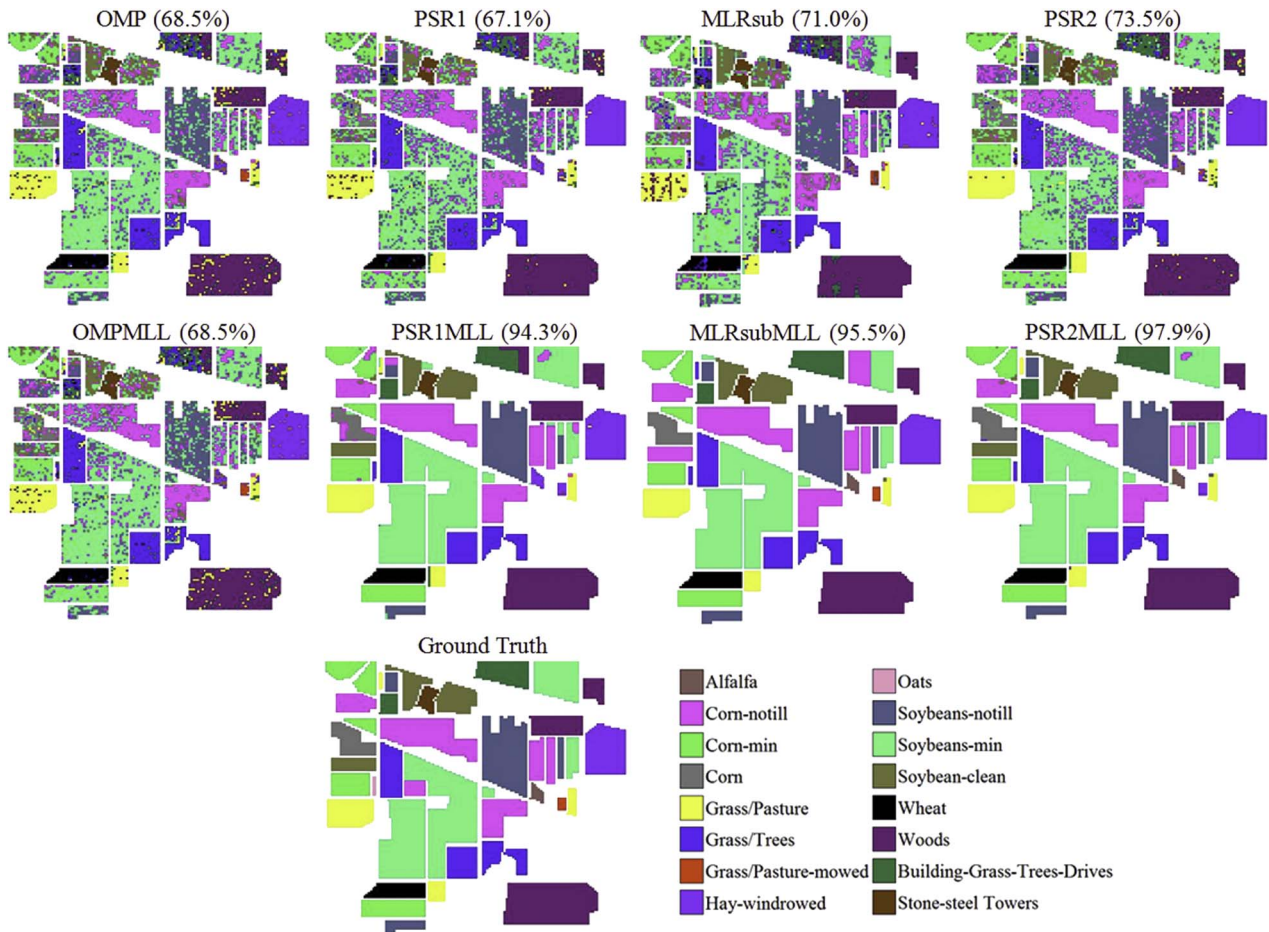 OMP (68.5%)
PSR1 (67.1%)
MLRsub (71.0%)
PSR2 (73.5%)
OMPMLL (68.5%)
PSR1MLL (94.3%)
MLRsubMLL (95.5%)
PSR2MLL (97.9%)
Ground Truth
Alfalfa
Corn-notill
Corn-min
Corn
Grass/Pasture
Grass/Trees
Grass/Pasture-mowed
Hay-windrowed
Oats
Soybeans-notill
Soybeans-min
Soybean-clean
Wheat
Woods
Building-Grass-Trees-Drives
Stone-steel Towers